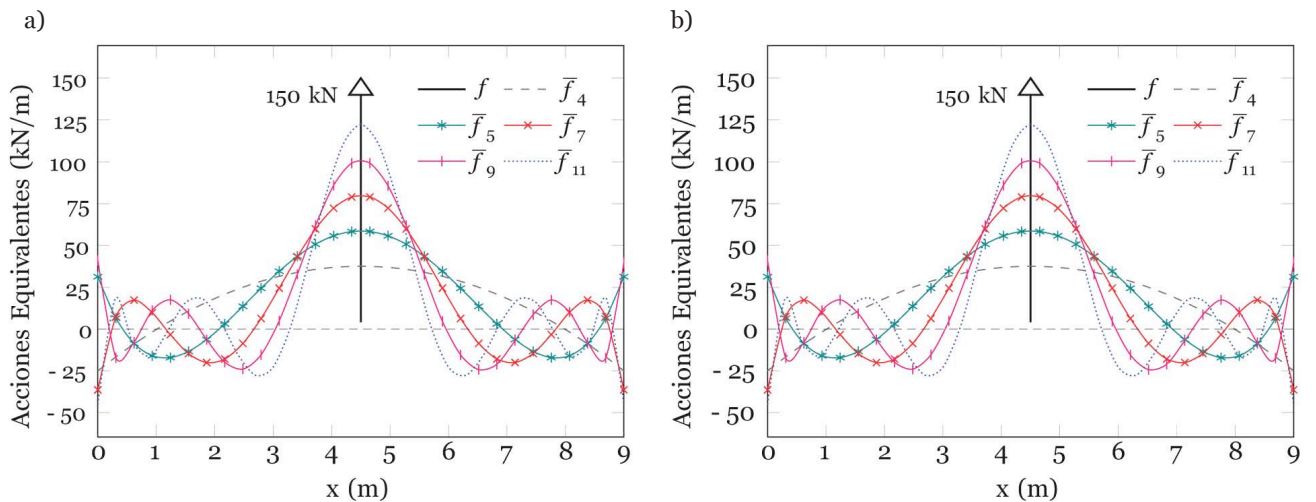 a)
Acciones Equivalentes (kN/m)
150
125
100
75
50
25
0
-25
-50
150 kN
f
f̅₄
f̅₅
f̅₇
f̅₉
f̅₁₁
0 1 2 3 4 5 6 7 8 9
x (m)
b)
Acciones Equivalentes (kN/m)
150
125
100
75
50
25
0
-25
-50
150 kN
f
f̅₄
f̅₅
f̅₇
f̅₉
f̅₁₁
0 1 2 3 4 5 6 7 8 9
x (m)